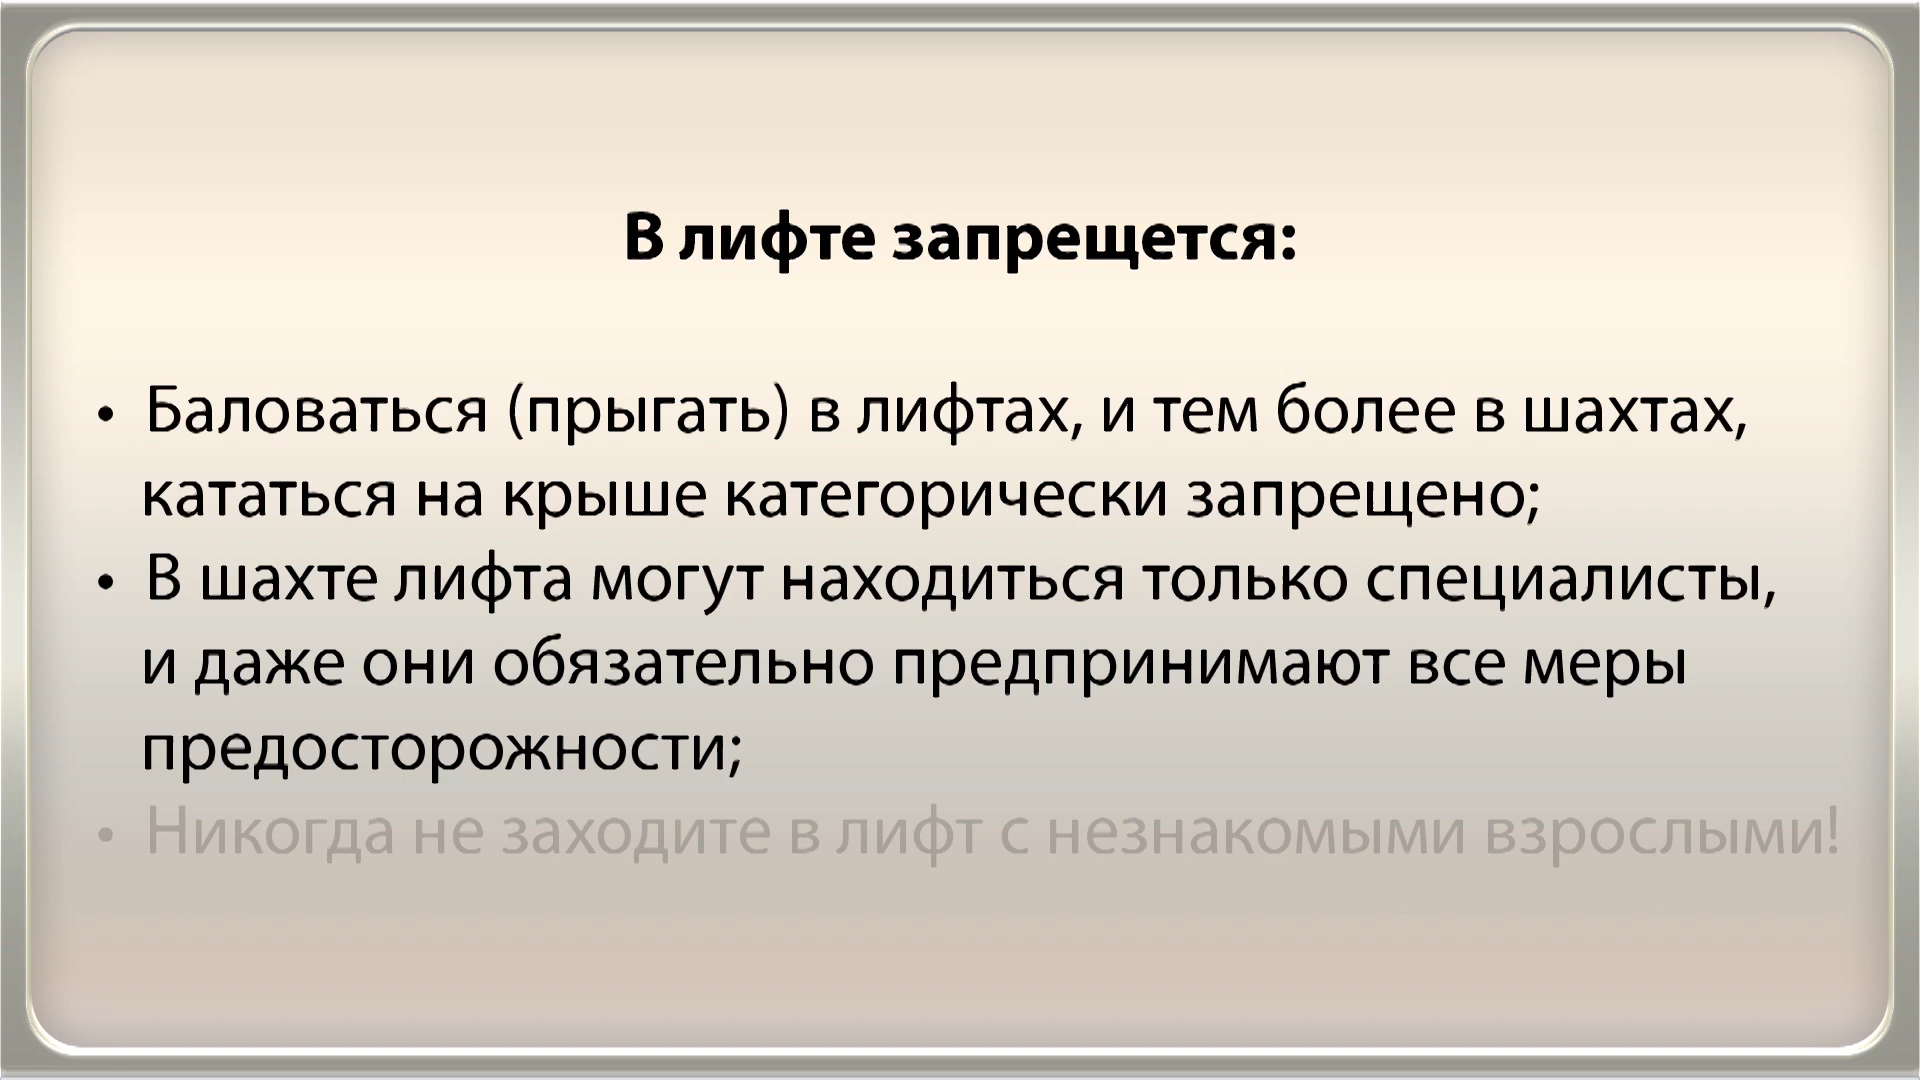 В лифте запрещется:
• Баловаться (прыгать) в лифтах, и тем более в шахтах,
кататься на крыше категорически запрещено;
• В шахте лифта могут находиться только специалисты,
и даже они обязательно предпринимают все меры
предосторожности;
• Никогда не заходите в лифт с незнакомыми взрослыми!